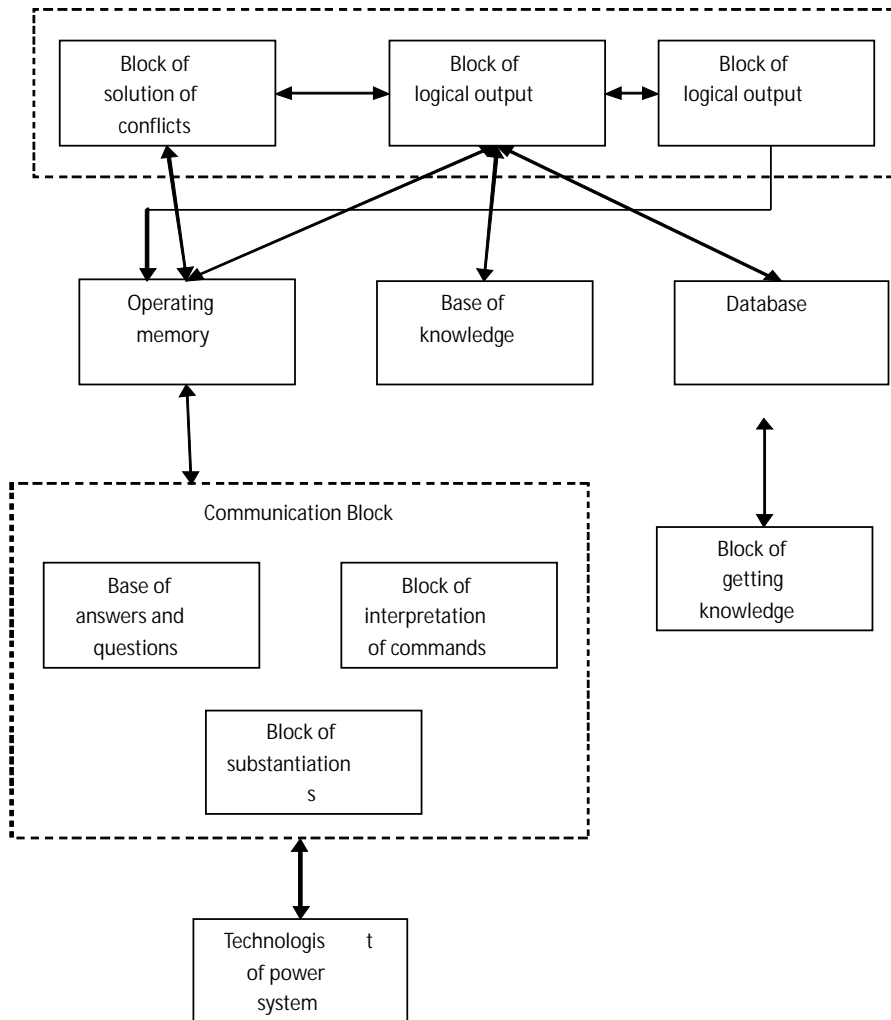 Block of
solution of
conflicts
Block of
logical output
Block of
logical output
Operating
memory
Base of
knowledge
Database
Communication Block
Base of
answers and
questions
Block of
interpretation
of commands
Block of
getting
knowledge
Block of
substantiation
s
Technologis t
of power
system